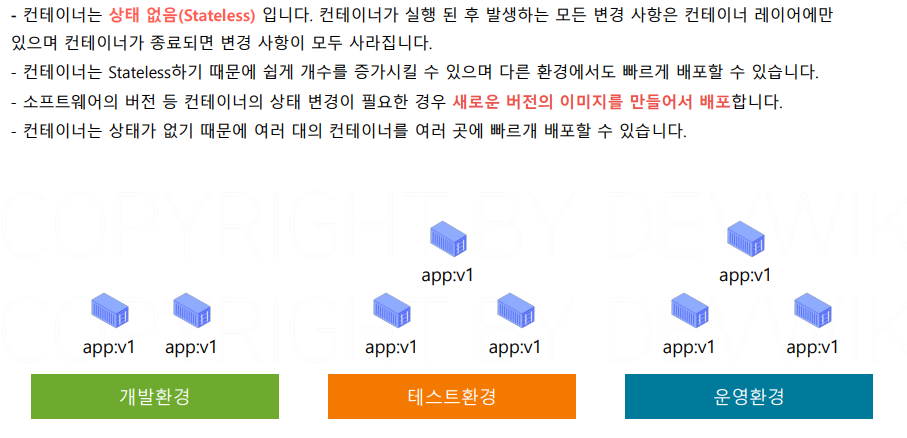 - 컨테이너는 상태 없음(Stateless) 입니다. 컨테이너가 실행 된 후 발생하는 모든 변경 사항은 컨테이너 레이어에만
있으며 컨테이너가 종료되면 변경 사항이 모두 사라집니다.
- 컨테이너는 Stateless하기 때문에 쉽게 개수를 증가시킬 수 있으며 다른 환경에서도 빠르게 배포할 수 있습니다.
- 소프트웨어의 버전 등 컨테이너의 상태 변경이 필요한 경우 새로운 버전의 이미지를 만들어서 배포합니다.
- 컨테이너는 상태가 없기 때문에 여러 대의 컨테이너를 여러 곳에 빠르개 배포할 수 있습니다.
COPYRIGHT BY DEVWIK
app:v1 app:v1
COPYRIGHT BY DEVWIK
app:v1 app:v1 app:v1 app:v1 app:v1 app:v1
개발환경 테스트환경 운영환경